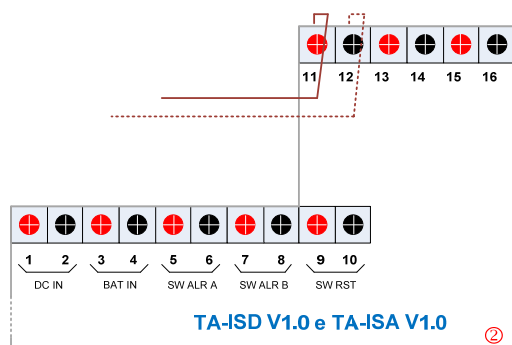 11 12 13 14 15 16
1 2 3 4 5 6 7 8 9 10
DC IN BAT IN SW ALR A SW ALR B SW RST
TA-ISD V1.0 e TA-ISA V1.0
②